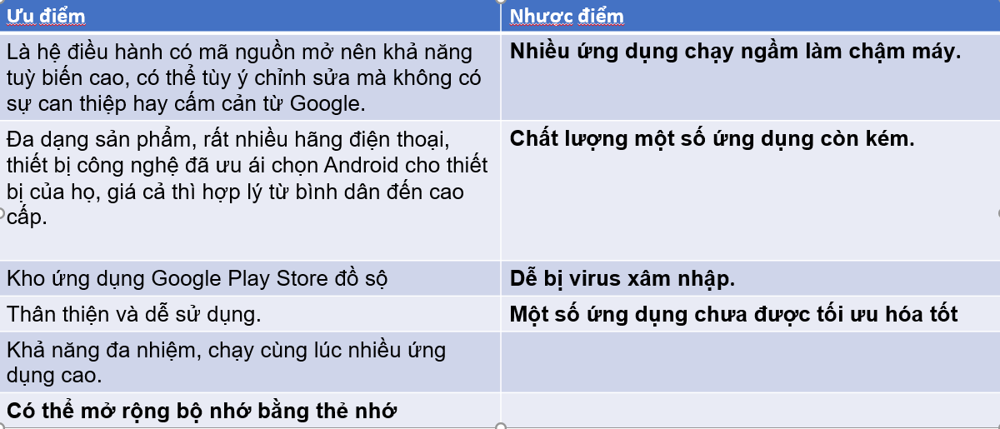 Ưu điểm
Nhược điểm
Là hệ điều hành có mã nguồn mở nên khả năng
tuỳ biến cao, có thể tùy ý chỉnh sửa mà không có
sự can thiệp hay cấm cản từ Google.
Nhiều ứng dụng chạy ngầm làm chậm máy.
Đa dạng sản phẩm, rất nhiều hãng điện thoại,
thiết bị công nghệ đã ưu ái chọn Android cho thiết
bị của họ, giá cả thì hợp lý từ bình dân đến cao
cấp.
Chất lượng một số ứng dụng còn kém.
Kho ứng dụng Google Play Store đồ sộ
Dễ bị virus xâm nhập.
Thân thiện và dễ sử dụng.
Một số ứng dụng chưa được tối ưu hóa tốt
Khả năng đa nhiệm, chạy cùng lúc nhiều ứng
dụng cao.
Có thể mở rộng bộ nhớ bằng thẻ nhớ